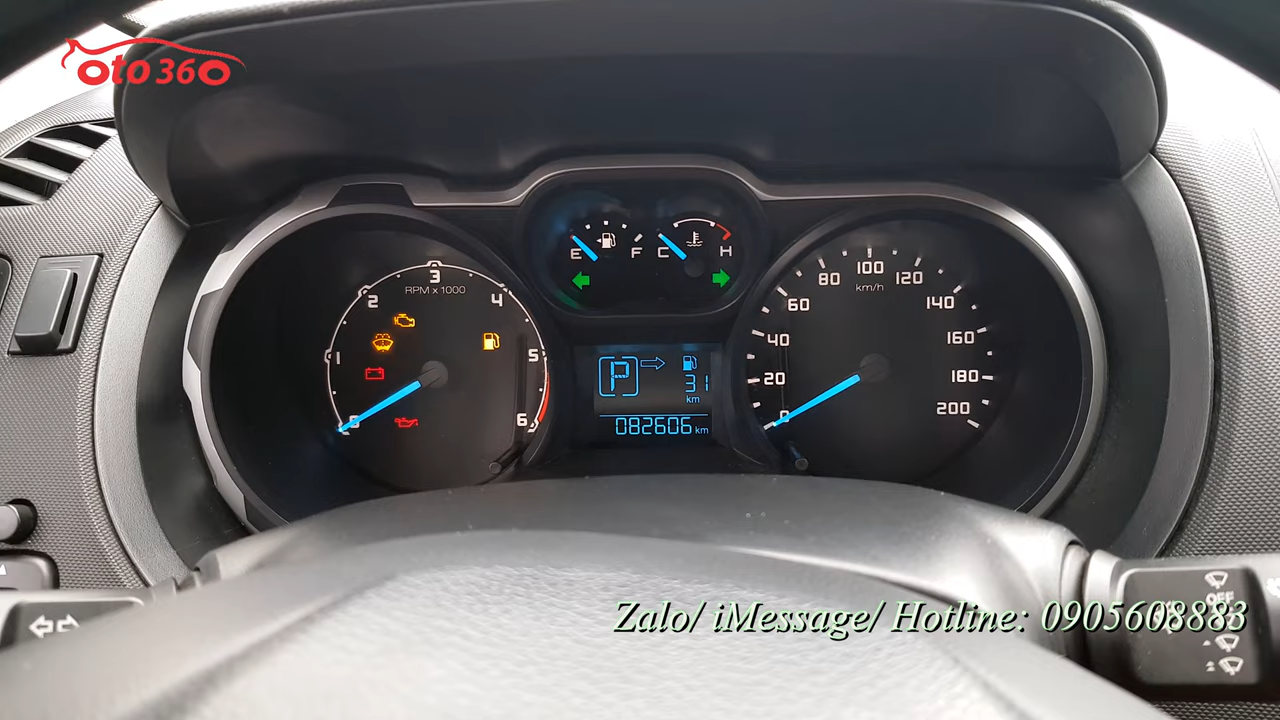 oto360
E F C H
3
RPM x 1000
2 4
1 5
0 6
80 100 120
km/h
60 140
40 160
20 180
0 200
P 31
km
082606 km
OFF
Zalo/ iMessage/ Hotline: 0905608883